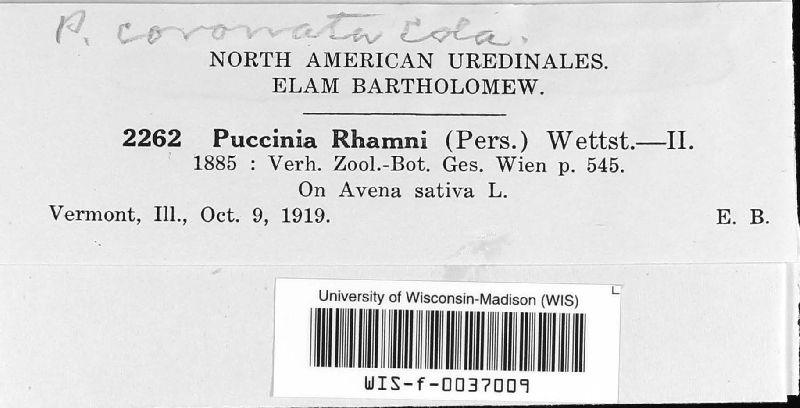 P. coronata Cda.
NORTH AMERICAN UREDINALES.
ELAM BARTHOLOMEW.
2262 Puccinia Rhamni (Pers.) Wettst.—II.
1885 : Verh. Zool.-Bot. Ges. Wien p. 545.
On Avena sativa L.
Vermont, Ill., Oct. 9, 1919. E. B.
University of Wisconsin-Madison (WIS)
WIS-f-0037009